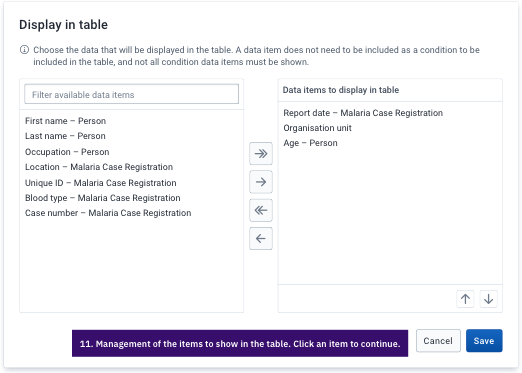 Display in table
Choose the data that will be displayed in the table. A data item does not need to be included as a condition to be
included in the table, and not all condition data items must be shown.
Filter available data items
First name – Person
Last name – Person
Occupation – Person
Location – Malaria Case Registration
Unique ID – Malaria Case Registration
Blood type – Malaria Case Registration
Case number – Malaria Case Registration
Data items to display in table
Report date – Malaria Case Registration
Organisation unit
Age – Person
11. Management of the items to show in the table. Click an item to continue.
Cancel
Save